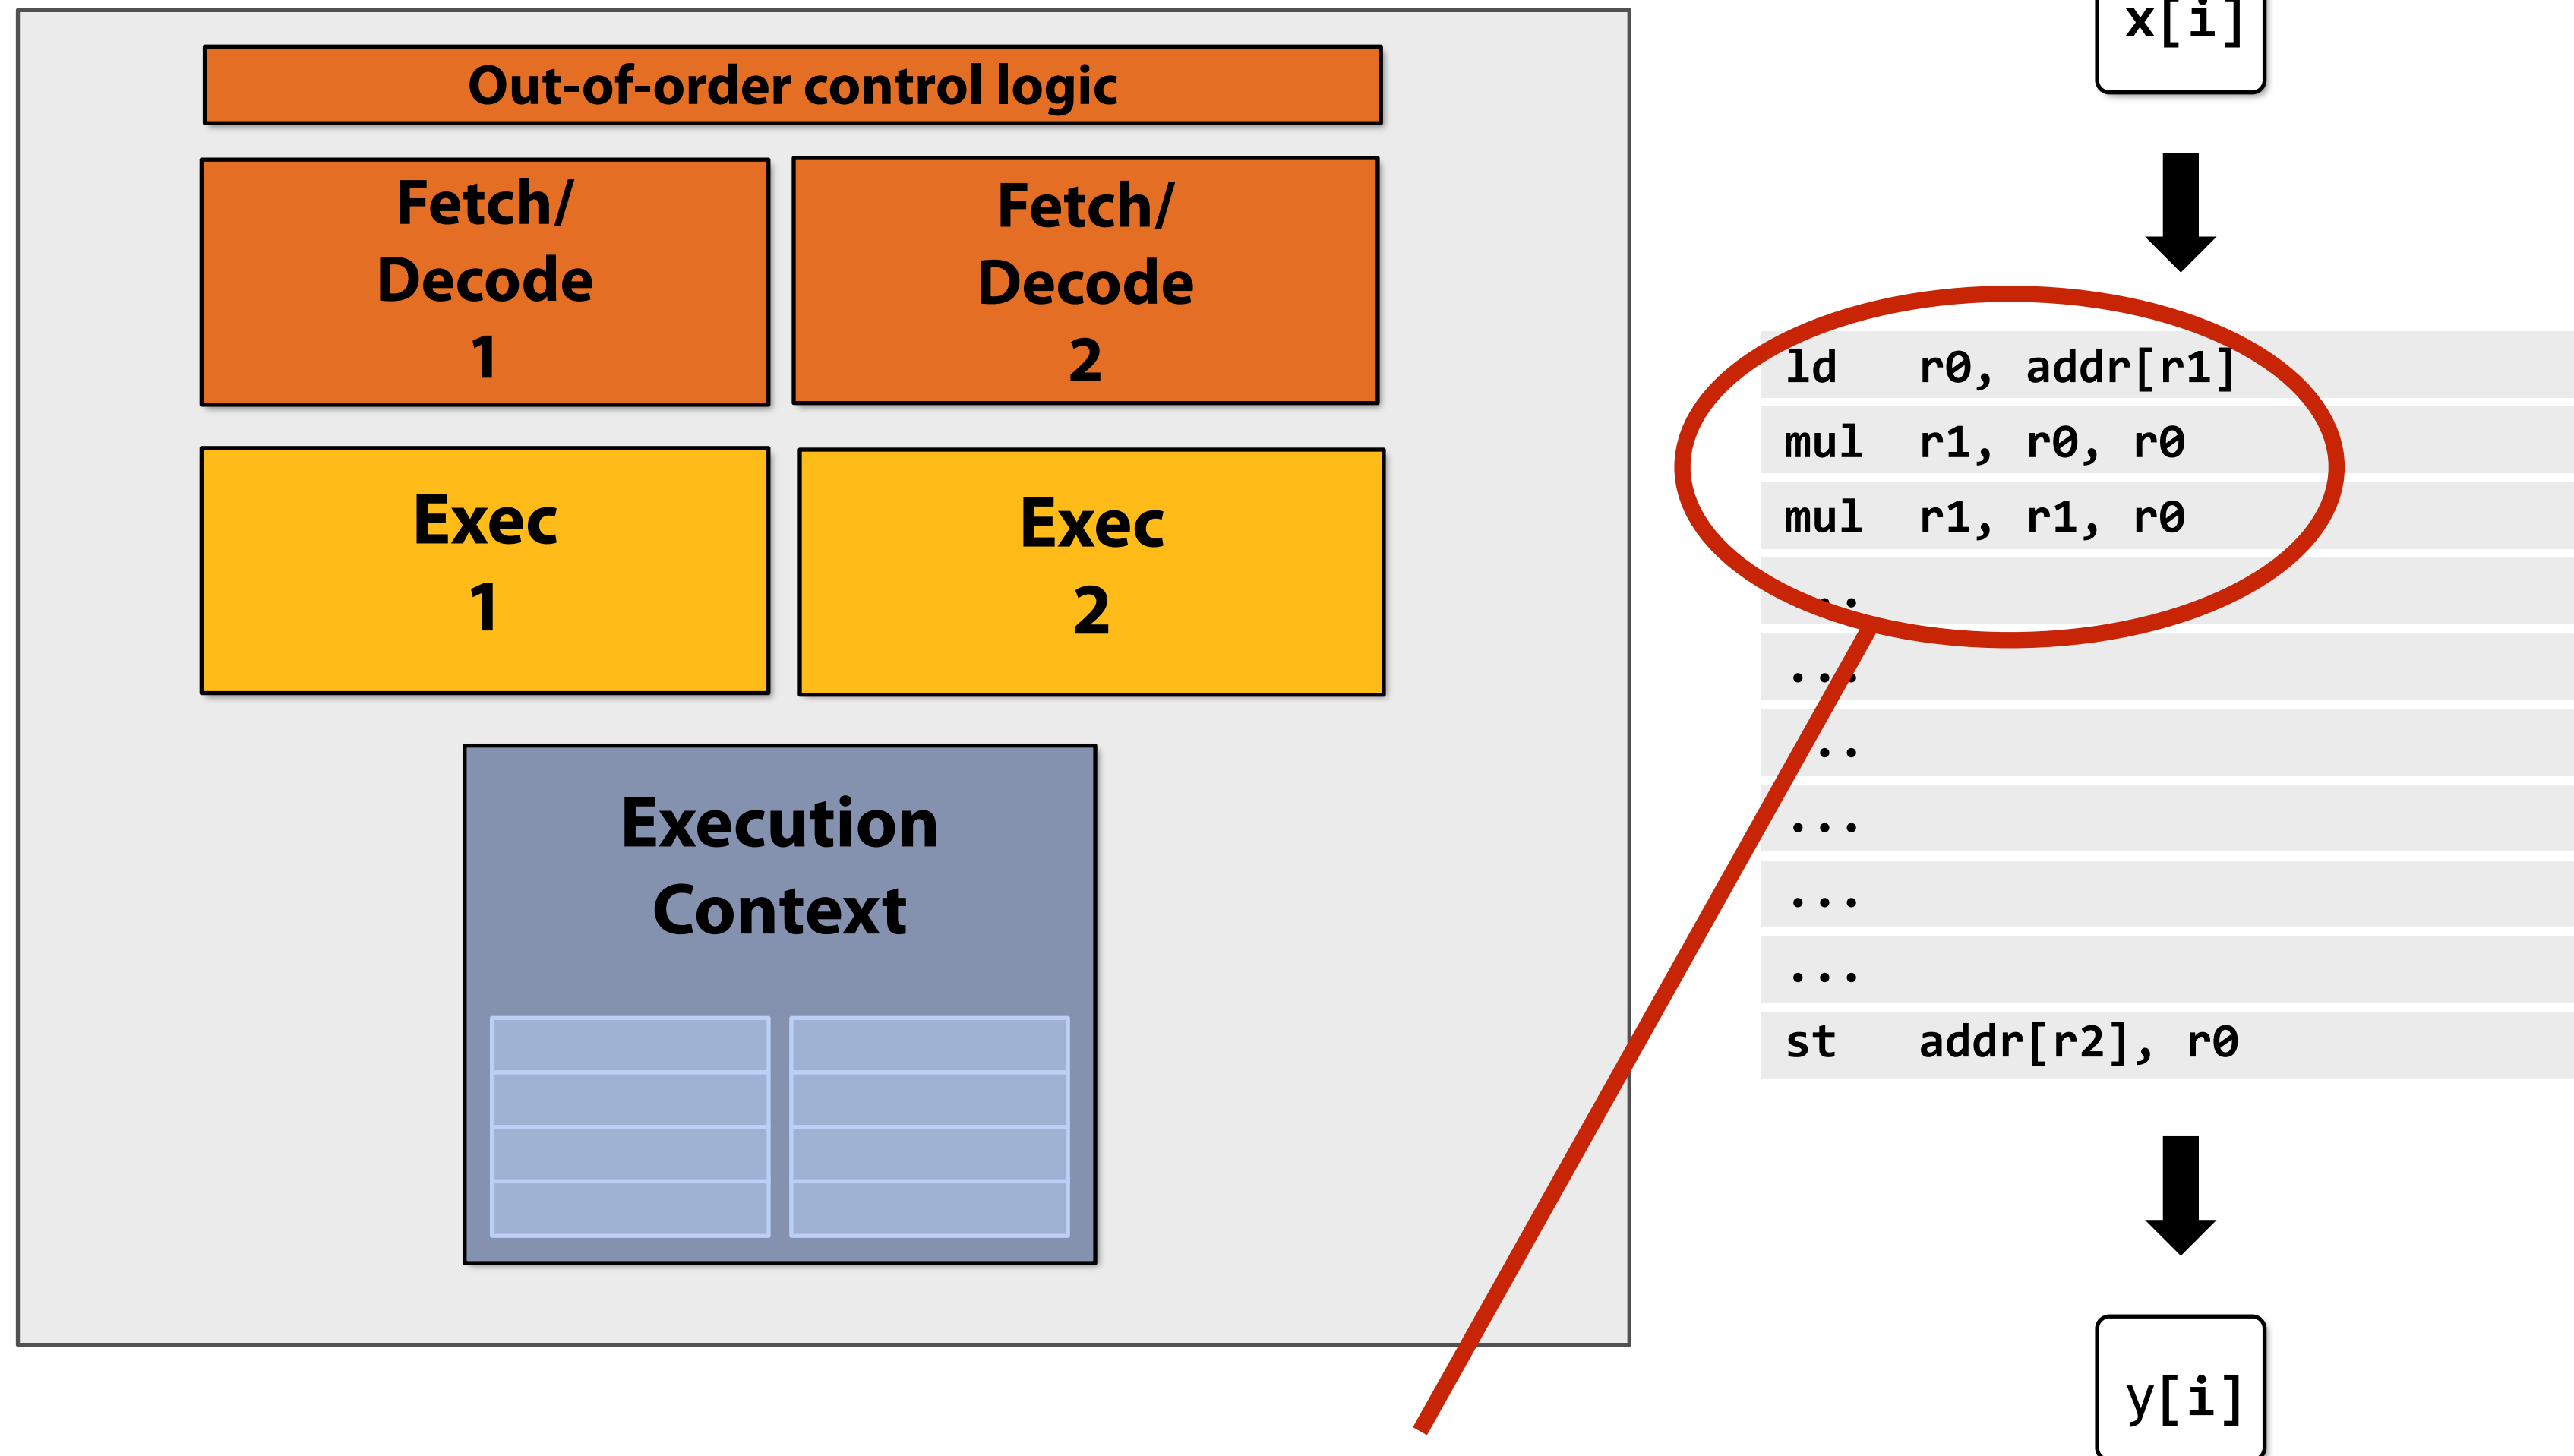 Out-of-order control logic
Fetch/
Decode
1
Fetch/
Decode
2
Exec
1
Exec
2
Execution
Context
x[i]
ld r0, addr[r1]
mul r1, r0, r0
mul r1, r1, r0
...
...
...
...
...
...
st addr[r2], r0
y[i]